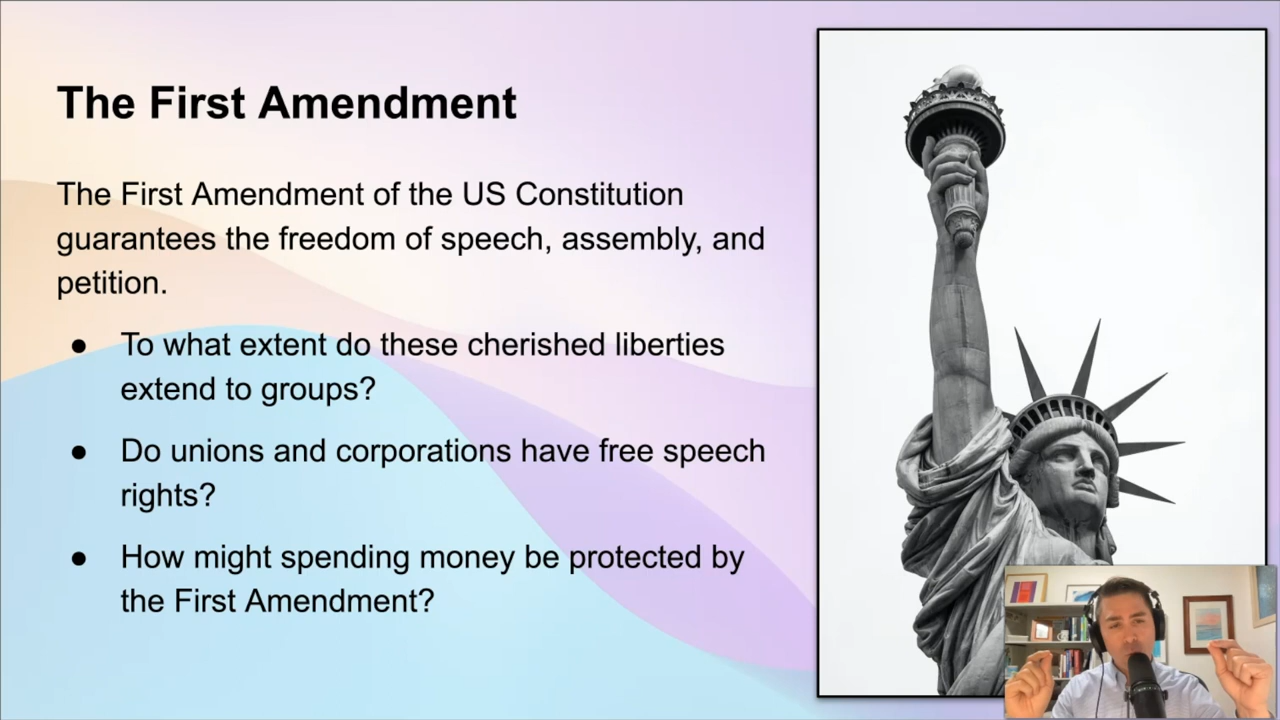 The First Amendment
The First Amendment of the US Constitution
guarantees the freedom of speech, assembly, and
petition.
● To what extent do these cherished liberties
extend to groups?
● Do unions and corporations have free speech
rights?
● How might spending money be protected by
the First Amendment?